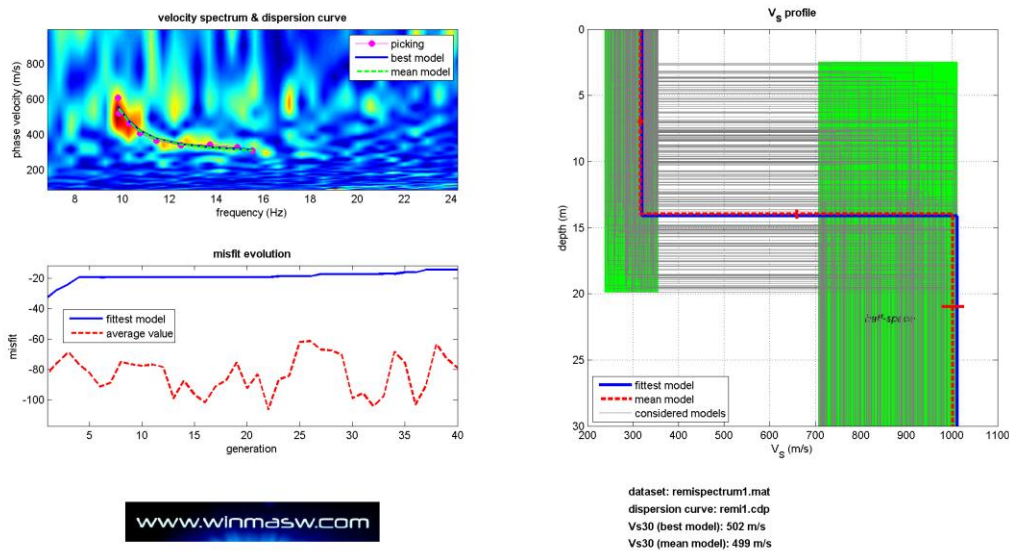 velocity spectrum & dispersion curve
phase velocity (m/s)
800
600
400
200
picking
best model
mean model
8 10 12 14 16 18 20 22 24
frequency (Hz)
misfit evolution
misfit
-20
-40
-60
-80
-100
fittest model
average value
5 10 15 20 25 30 35 40
generation
www.winmasw.com
VS profile
depth (m)
0
5
10
15
20
25
30
half-space
fittest model
mean model
considered models
200 300 400 500 600 700 800 900 1000 1100
VS (m/s)
dataset: remispectrum1.mat
dispersion curve: remi1.cdp
Vs30 (best model): 502 m/s
Vs30 (mean model): 499 m/s